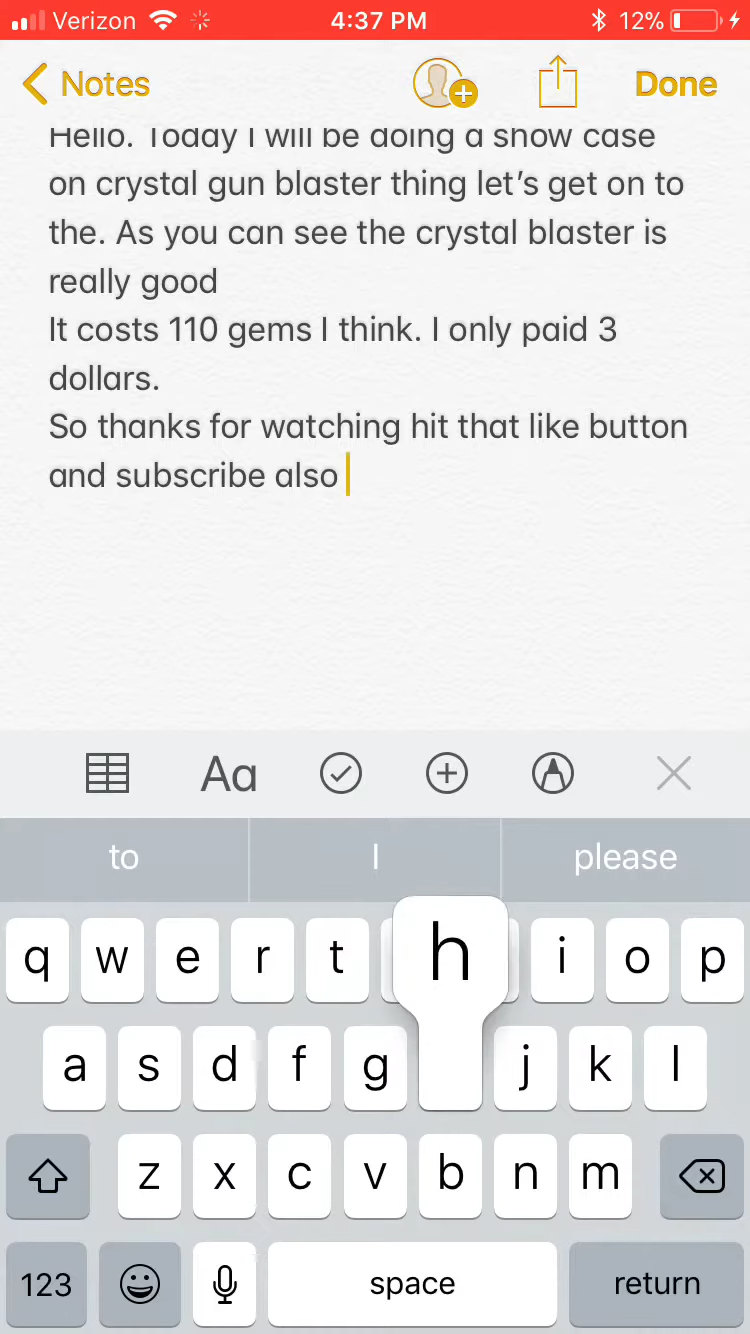 Verizon 4:37 PM 12%
Notes Done
Hello. Today I will be doing a show case
on crystal gun blaster thing let's get on to
the. As you can see the crystal blaster is
really good
It costs 110 gems I think. I only paid 3
dollars.
So thanks for watching hit that like button
and subscribe also
Aa
to I please
q w e r t h i o p
a s d f g j k l
z x c v b n m
123 space return